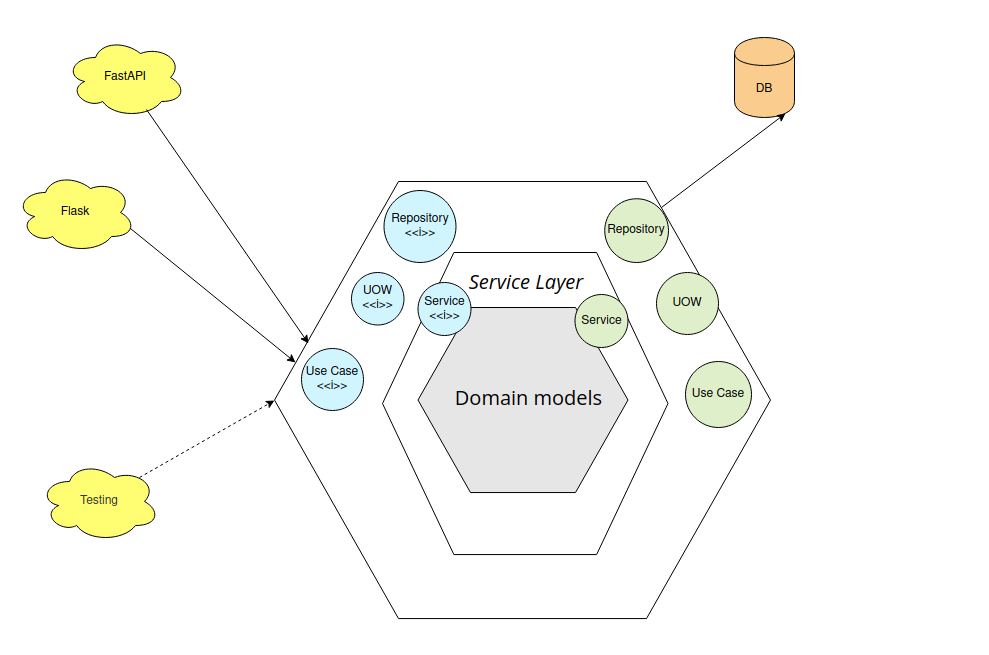 FastAPI
DB
Flask
Repository
<<i>>
Repository
UOW
<<i>>
Service Layer
Service
<<i>>
Service
UOW
Use Case
<<i>>
Domain models
Use Case
Testing